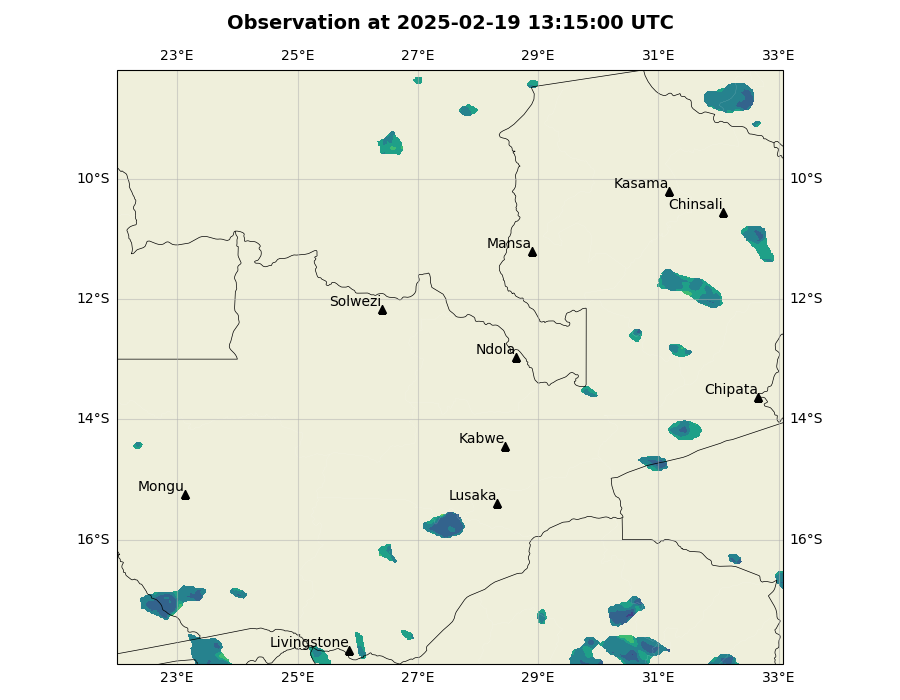 Observation at 2025-02-19 13:15:00 UTC
23°E 25°E 27°E 29°E 31°E 33°E
10°S 10°S
Kasama
Chinsali
Mansa
12°S 12°S
Solwezi
Ndola
Chipata
14°S 14°S
Kabwe
Mongu
Lusaka
16°S 16°S
Livingstone
23°E 25°E 27°E 29°E 31°E 33°E